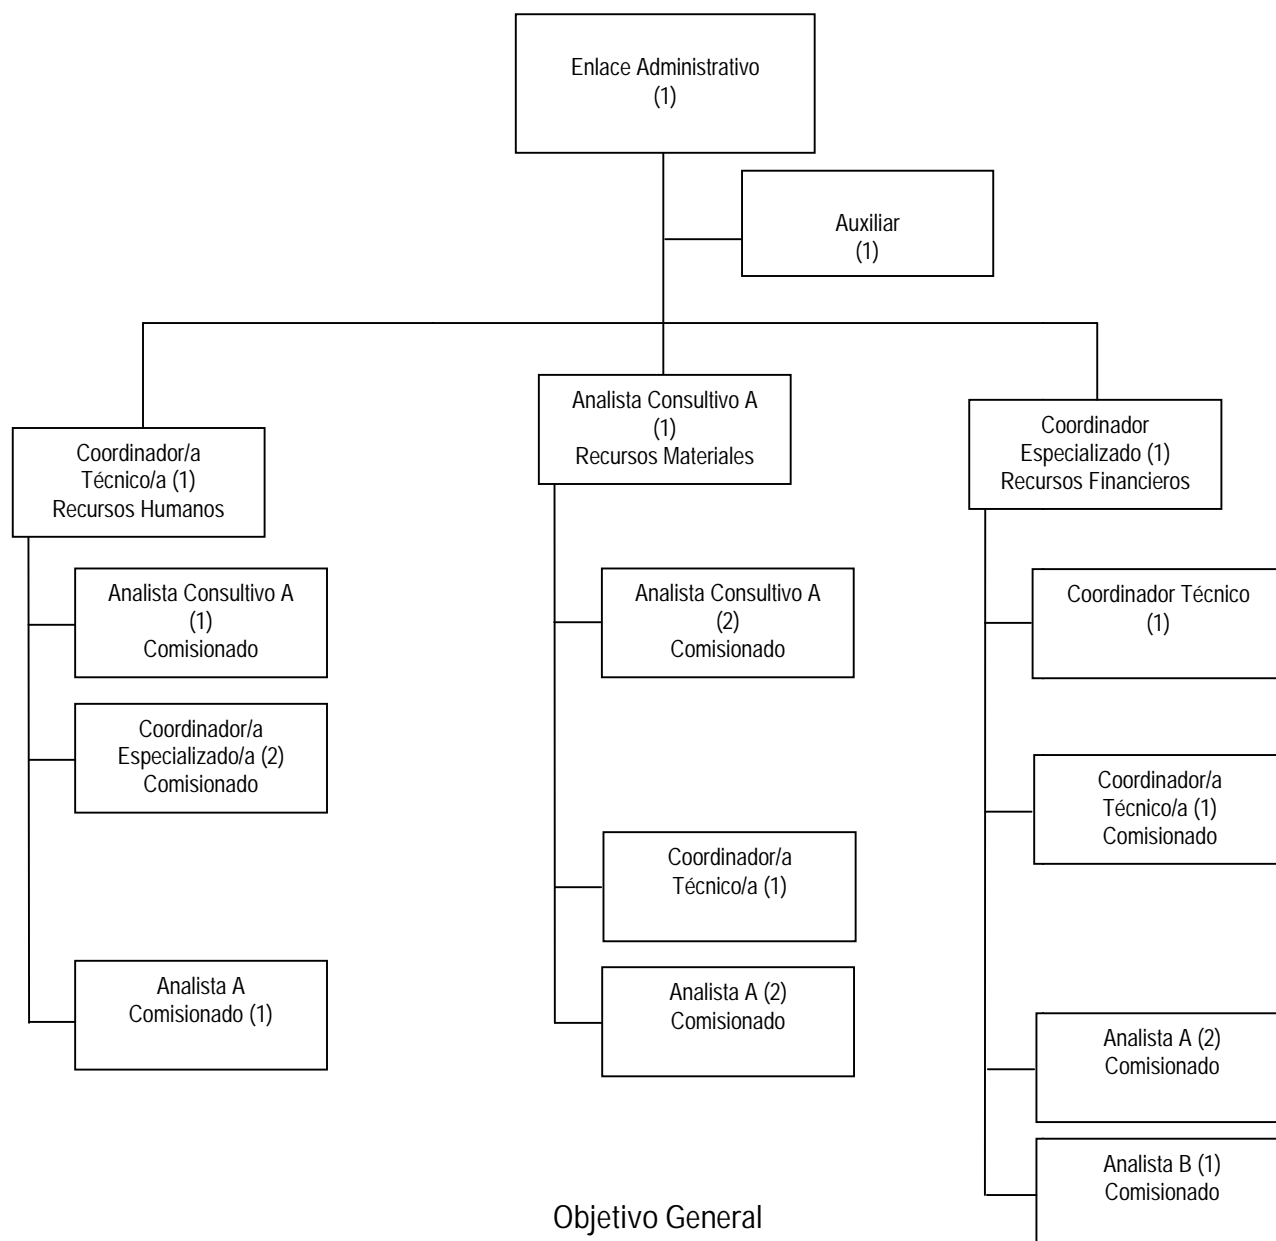 Enlace Administrativo
(1)
Auxiliar
(1)
Coordinador/a
Técnico/a (1)
Recursos Humanos
Analista Consultivo A
(1)
Recursos Materiales
Coordinador
Especializado (1)
Recursos Financieros
Analista Consultivo A
(1)
Comisionado
Coordinador/a
Especializado/a (2)
Comisionado
Analista A
Comisionado (1)
Analista Consultivo A
(2)
Comisionado
Coordinador/a
Técnico/a (1)
Analista A (2)
Comisionado
Coordinador Técnico
(1)
Coordinador/a
Técnico/a (1)
Comisionado
Analista A (2)
Comisionado
Analista B (1)
Comisionado
Objetivo General